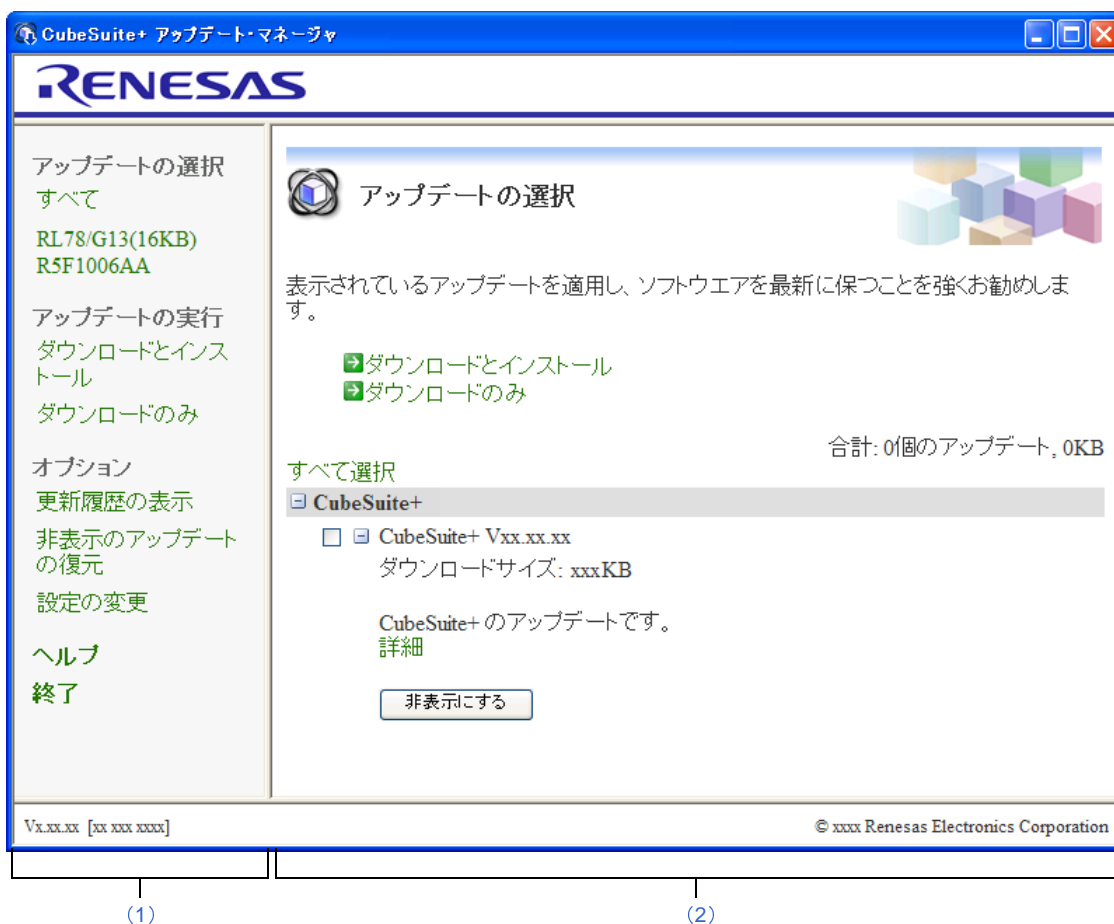 CubeSuite+ アップデート・マネージャ
RENESAS
アップデートの選択
すべて
RL78/G13(16KB)
R5F1006AA
アップデートの実行
ダウンロードとインス
トール
ダウンロードのみ
オプション
更新履歴の表示
非表示のアップデート
の復元
設定の変更
ヘルプ
終了
アップデートの選択
表示されているアップデートを適用し、ソフトウエアを最新に保つことを強くお勧めしま
す。
ダウンロードとインストール
ダウンロードのみ
合計: 0個のアップデート, 0KB
すべて選択
CubeSuite+
CubeSuite+ Vxx.xx.xx
ダウンロードサイズ: xxxKB
CubeSuite+ のアップデートです。
詳細
非表示にする
Vx.xx.xx [xx xxx xxxx]
© xxxx Renesas Electronics Corporation
(1)
(2)